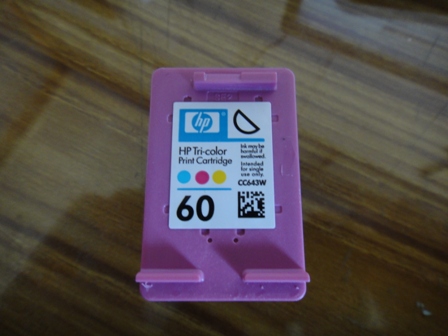 hp
HP Tri-color
Print Cartridge
60
Ink may be
harmful if
swallowed.
Intended
for single
use only.
CC643W